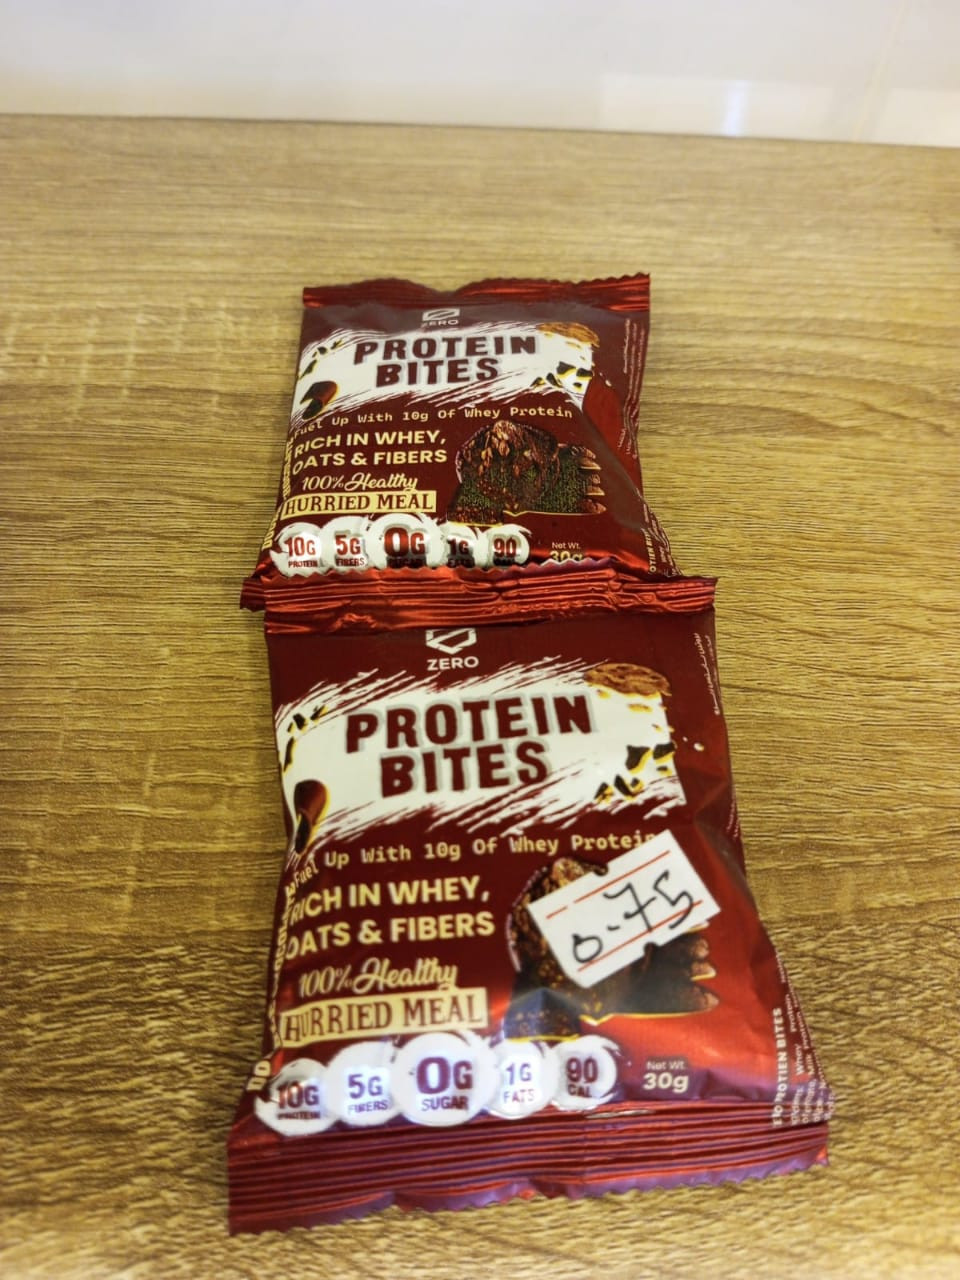 ZERO
PROTEIN
BITES
Fuel Up With 10g Of Whey Protein
RICH IN WHEY,
OATS & FIBERS
100% Healthy
HURRIED MEAL
10G
PROTEIN
5G
FIBERS
0G
SUGAR
1G
90
Net Wt.
30g
ZERO
PROTEIN
BITES
Fuel Up With 10g Of Whey Protein
RICH IN WHEY,
OATS & FIBERS
0.75
100% Healthy
HURRIED MEAL
10G
PROTEIN
5G
FIBERS
0G
SUGAR
1G
FATS
90
CAL
Net Wt.
30g